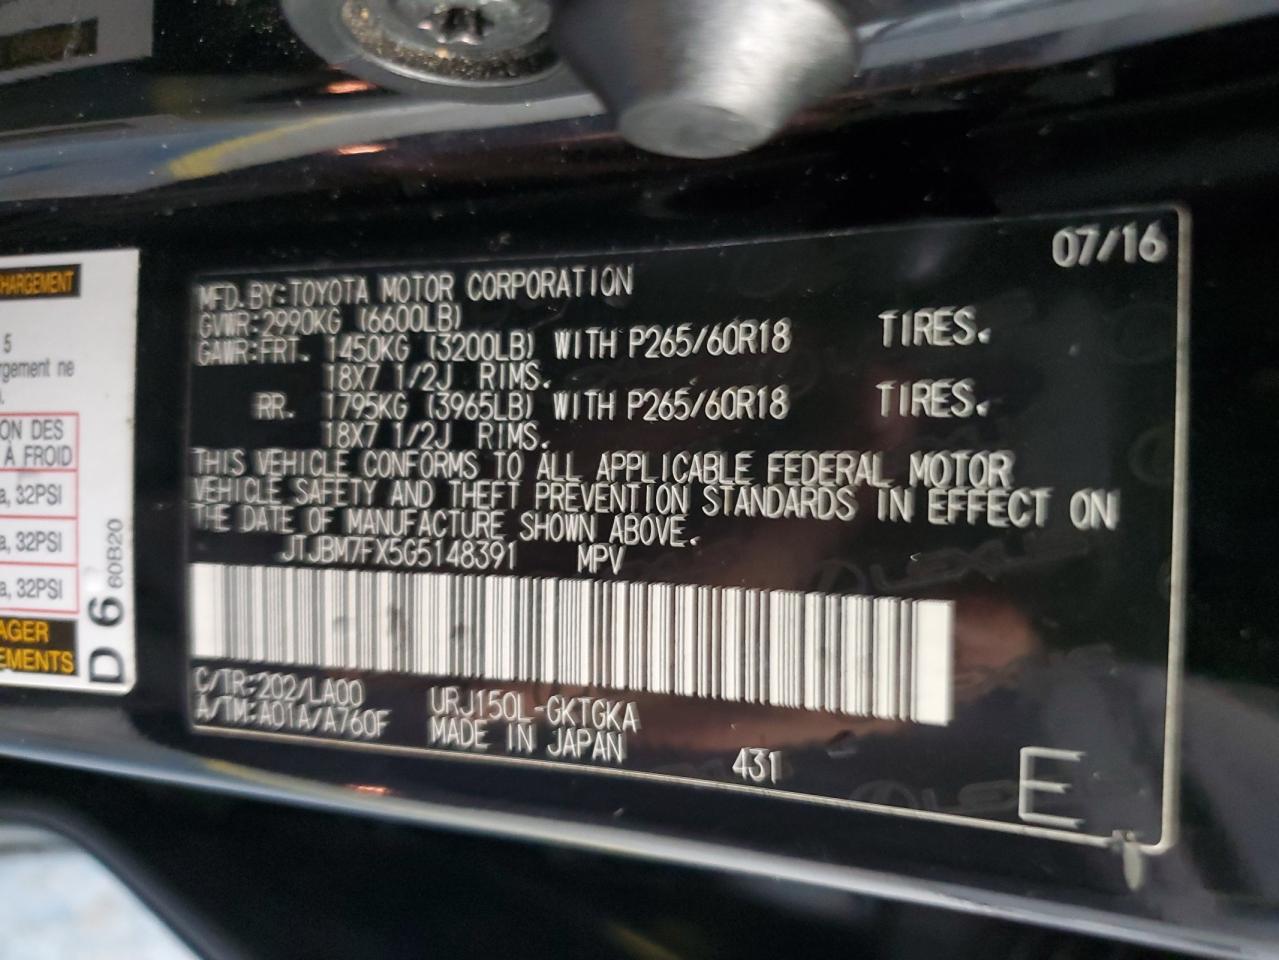 07/16
MFD. BY: TOYOTA MOTOR CORPORATION
GVWR: 2990KG (6600LB)
GAWR: FRT. 1450KG (3200LB) WITH P265/60R18 TIRES.
18X7 1/2J RIMS.
RR. 1795KG (3965LB) WITH P265/60R18 TIRES.
18X7 1/2J RIMS.
THIS VEHICLE CONFORMS TO ALL APPLICABLE FEDERAL MOTOR
VEHICLE SAFETY AND THEFT PREVENTION STANDARDS IN EFFECT ON
THE DATE OF MANUFACTURE SHOWN ABOVE.
JTJBM7FX5G5148391 MPV
C/TR: 202/LA00 URJ150L-GKTGKA
A/TM: A01A/A760F MADE IN JAPAN
431
E
HARGEMENT
5
rgement ne
ON DES
À FROID
a, 32PSI
a, 32PSI
a, 32PSI
AGER
EMENTS
D 6 60B20
LEXUS
LEXUS